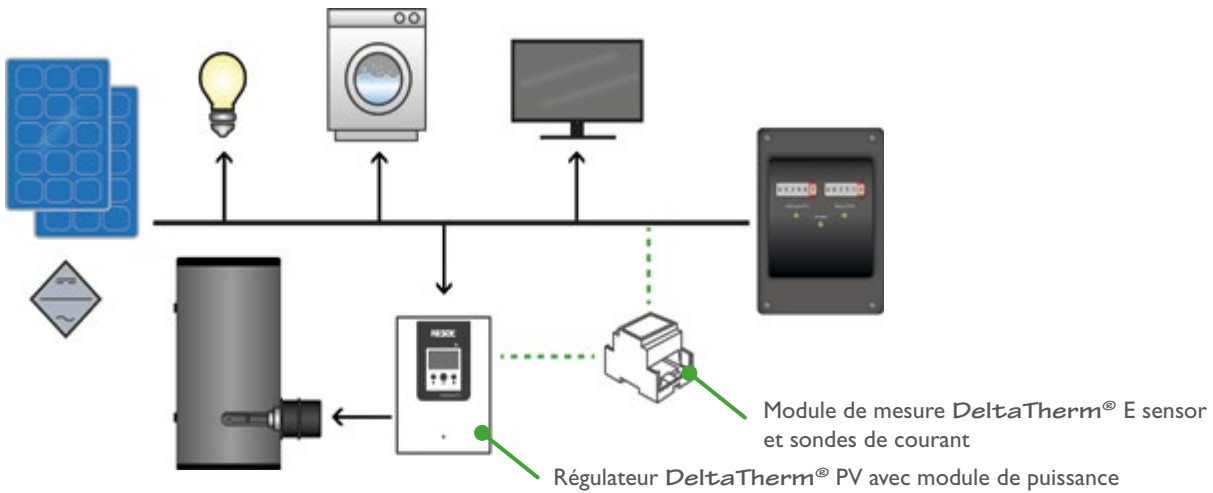 RESOL
Module de mesure DeltaTherm® E sensor
et sondes de courant
Régulateur DeltaTherm® PV avec module de puissance